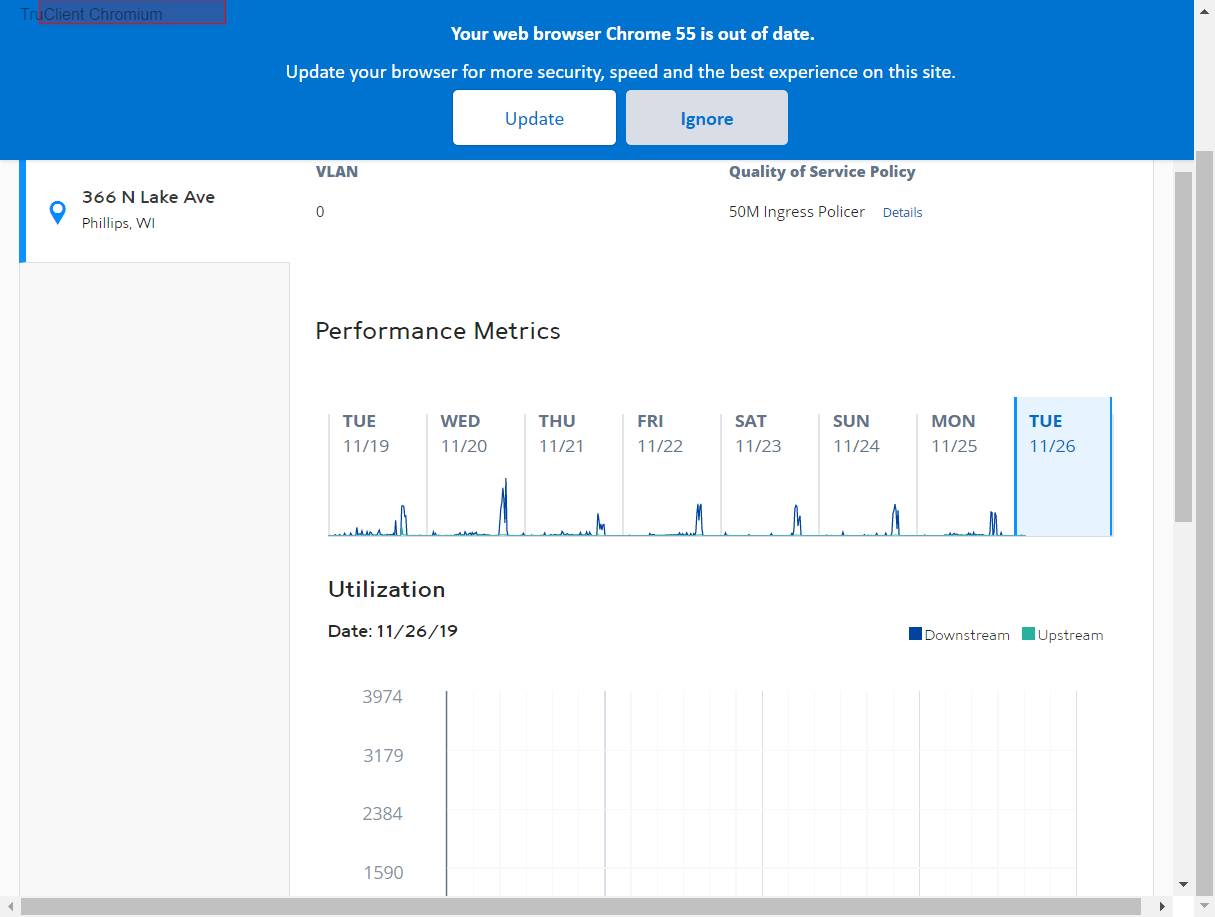 TruClient Chromium
Your web browser Chrome 55 is out of date.
Update your browser for more security, speed and the best experience on this site.
Update Ignore
VLAN Quality of Service Policy
366 N Lake Ave
Phillips, WI
0 50M Ingress Policer Details
Performance Metrics
TUE WED THU FRI SAT SUN MON TUE
11/19 11/20 11/21 11/22 11/23 11/24 11/25 11/26
Utilization
Date: 11/26/19
Downstream Upstream
3974
3179
2384
1590